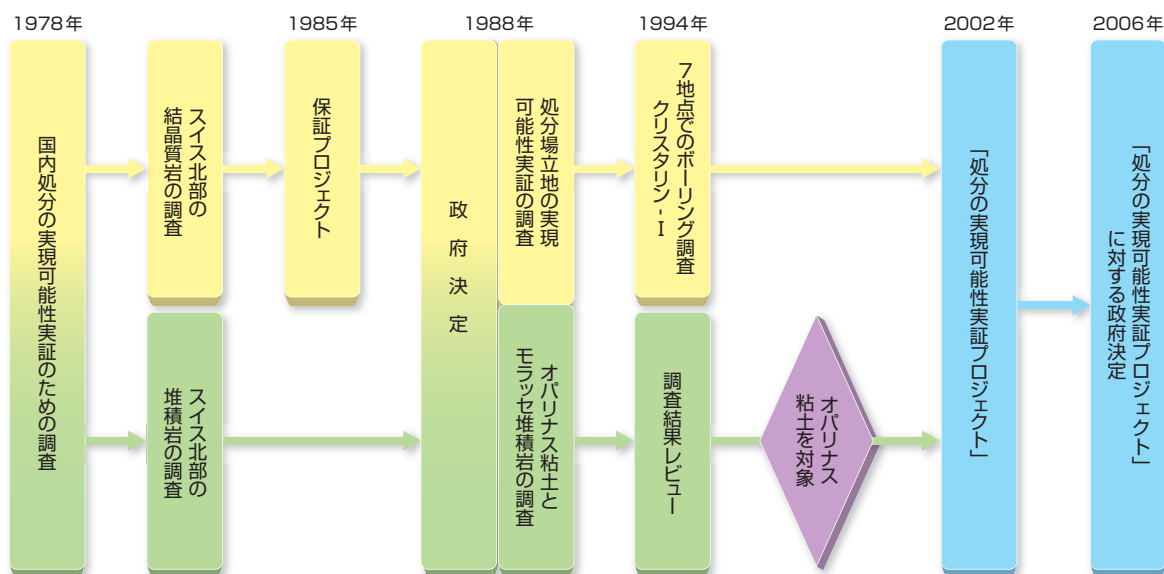 1978年
1985年
1988年
1994年
2002年
2006年
国内処分の実現可能性実証のための調査
スイス北部の
結晶質岩の調査
スイス北部の
堆積岩の調査
保証プロジェクト
政府決定
処分場立地の実現
可能性実証の調査
オパリナス粘土と
モラッセ堆積岩の調査
7地点でのボーリング調査
クリスタリン-I
調査結果レビュー
オパリナス
粘土を対象
「処分の実現可能性実証プロジェクト」
「処分の実現可能性実証プロジェクト」
に対する政府決定